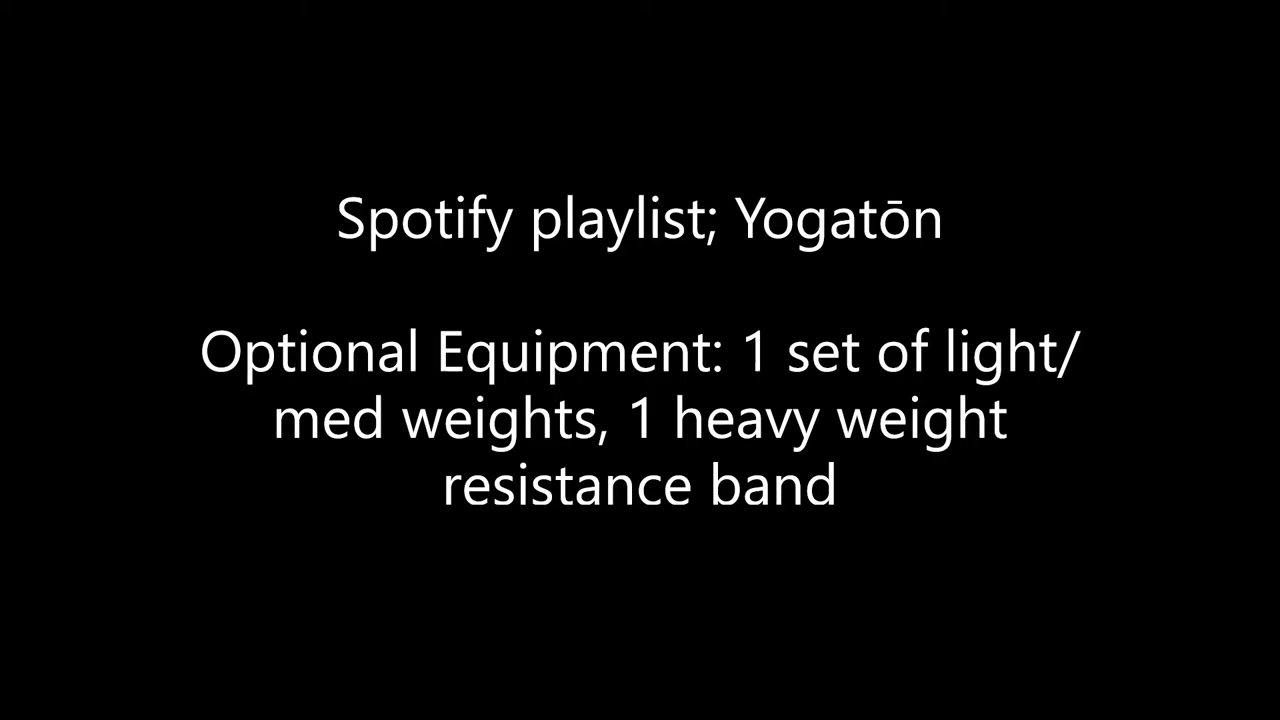 Spotify playlist; Yogatōn
Optional Equipment: 1 set of light/
med weights, 1 heavy weight
resistance band